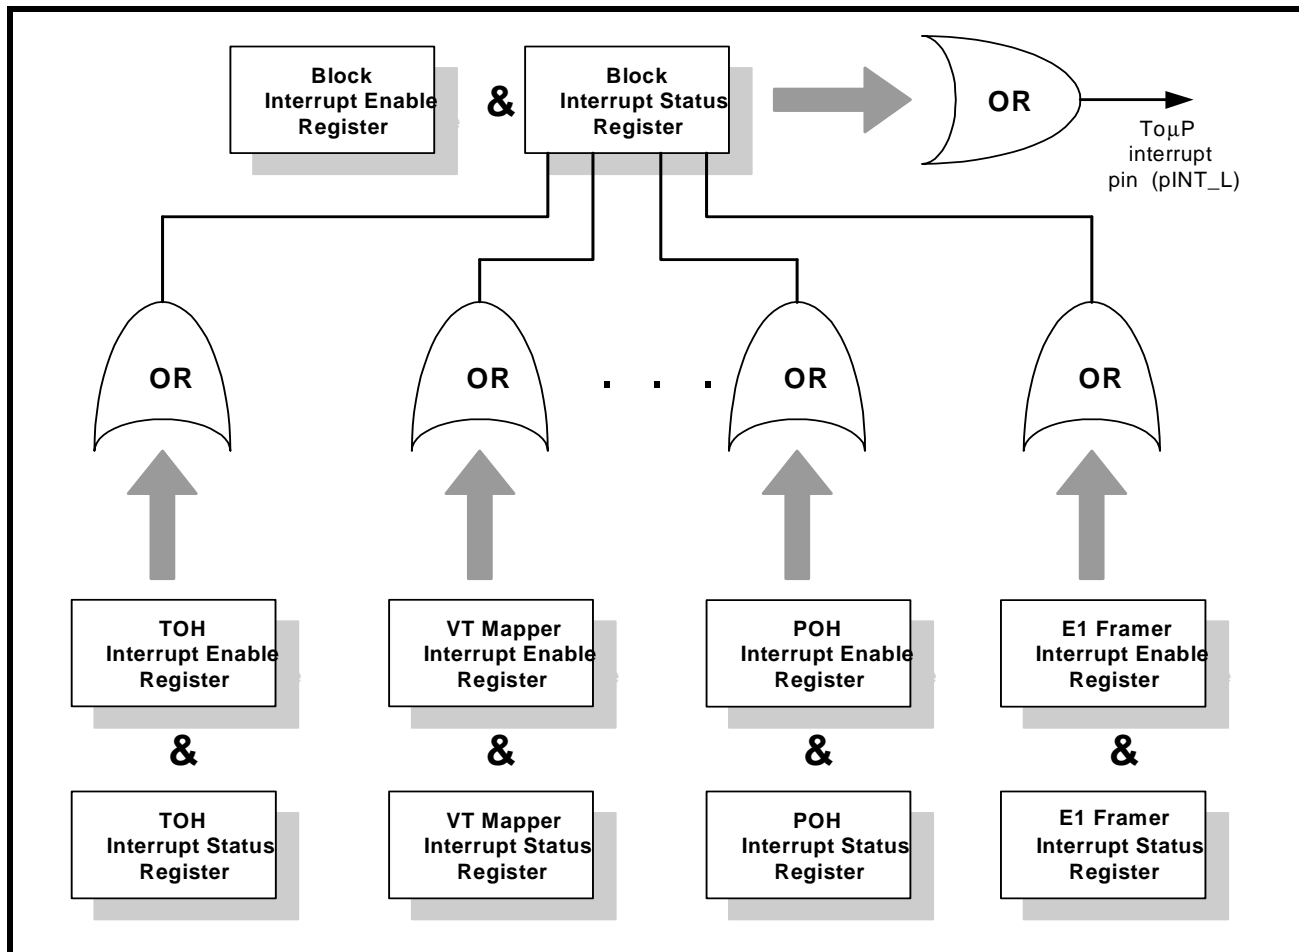 Block
Interrupt Enable
Register
&
Block
Interrupt Status
Register
OR
ToμP
interrupt
pin (pINT_L)
OR
OR
. . .
OR
OR
TOH
Interrupt Enable
Register
VT Mapper
Interrupt Enable
Register
POH
Interrupt Enable
Register
E1 Framer
Interrupt Enable
Register
&
&
&
&
TOH
Interrupt Status
Register
VT Mapper
Interrupt Status
Register
POH
Interrupt Status
Register
E1 Framer
Interrupt Status
Register